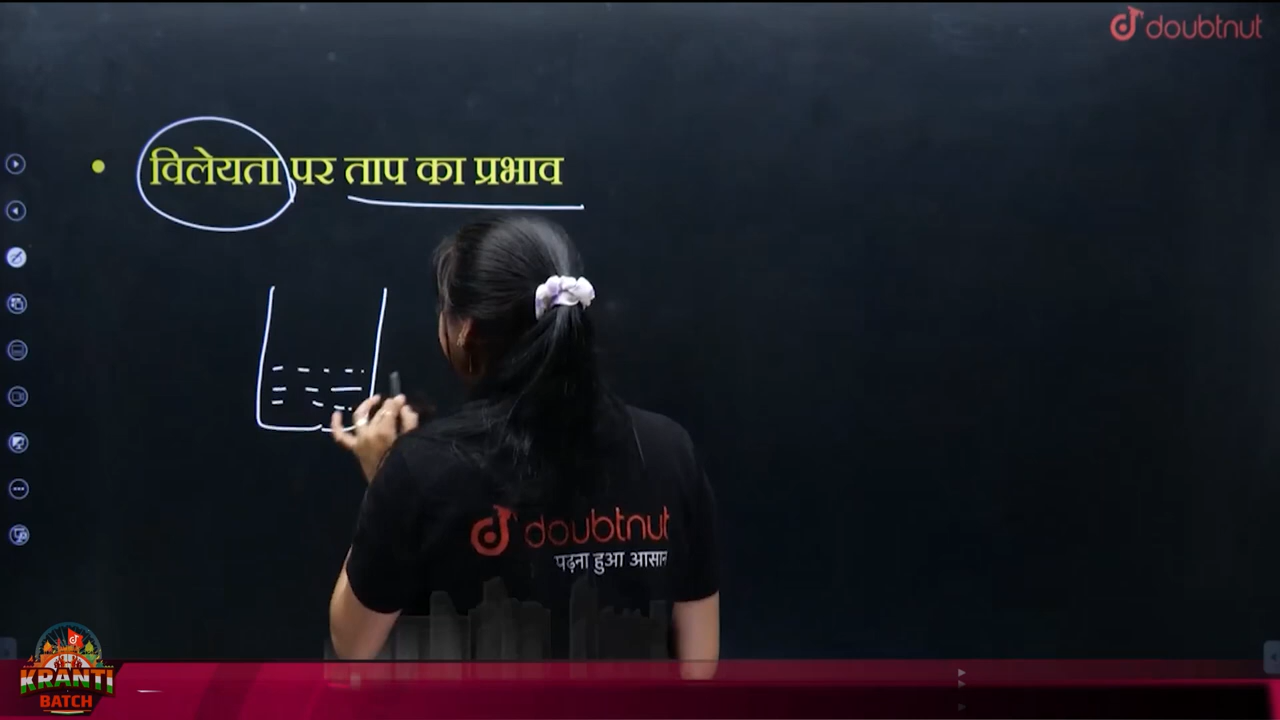 doubtnut
• विलेयता पर ताप का प्रभाव
doubtnut
पढ़ना हुआ आसान
KRANTI
BATCH